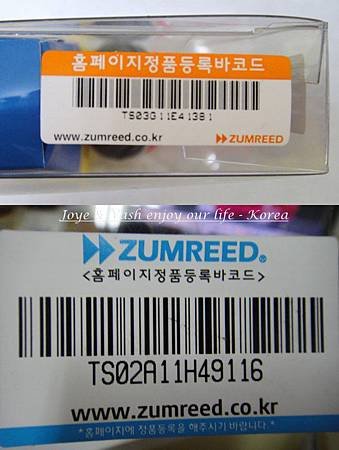 홈페이지정품등록바코드
TS03G11E41381
www.zumreed.co.kr ZUMREED
Joye & Yush enjoy our life - Korea
ZUMREED®
<홈페이지정품등록바코드>
TS02A11H49116
www.zumreed.co.kr
*홈페이지에 정품등록을 해주시기 바랍니다.*